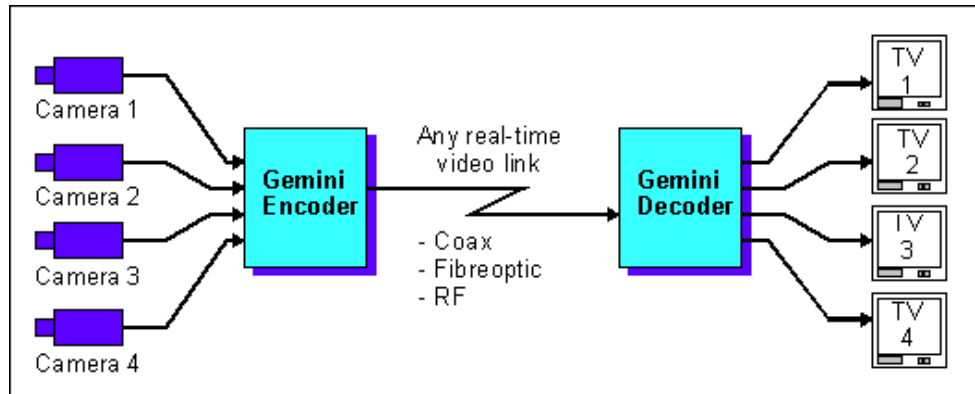 Camera 1
Camera 2
Camera 3
Camera 4
Gemini
Encoder
Any real-time
video link
- Coax
- Fibreoptic
- RF
Gemini
Decoder
TV
1
TV
2
TV
3
TV
4